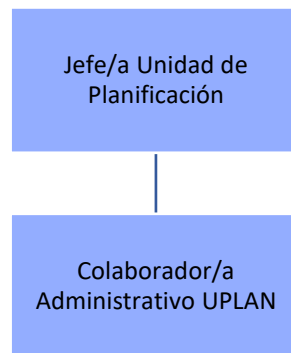 Jefe/a Unidad de
Planificación
Colaborador/a
Administrativo UPLAN